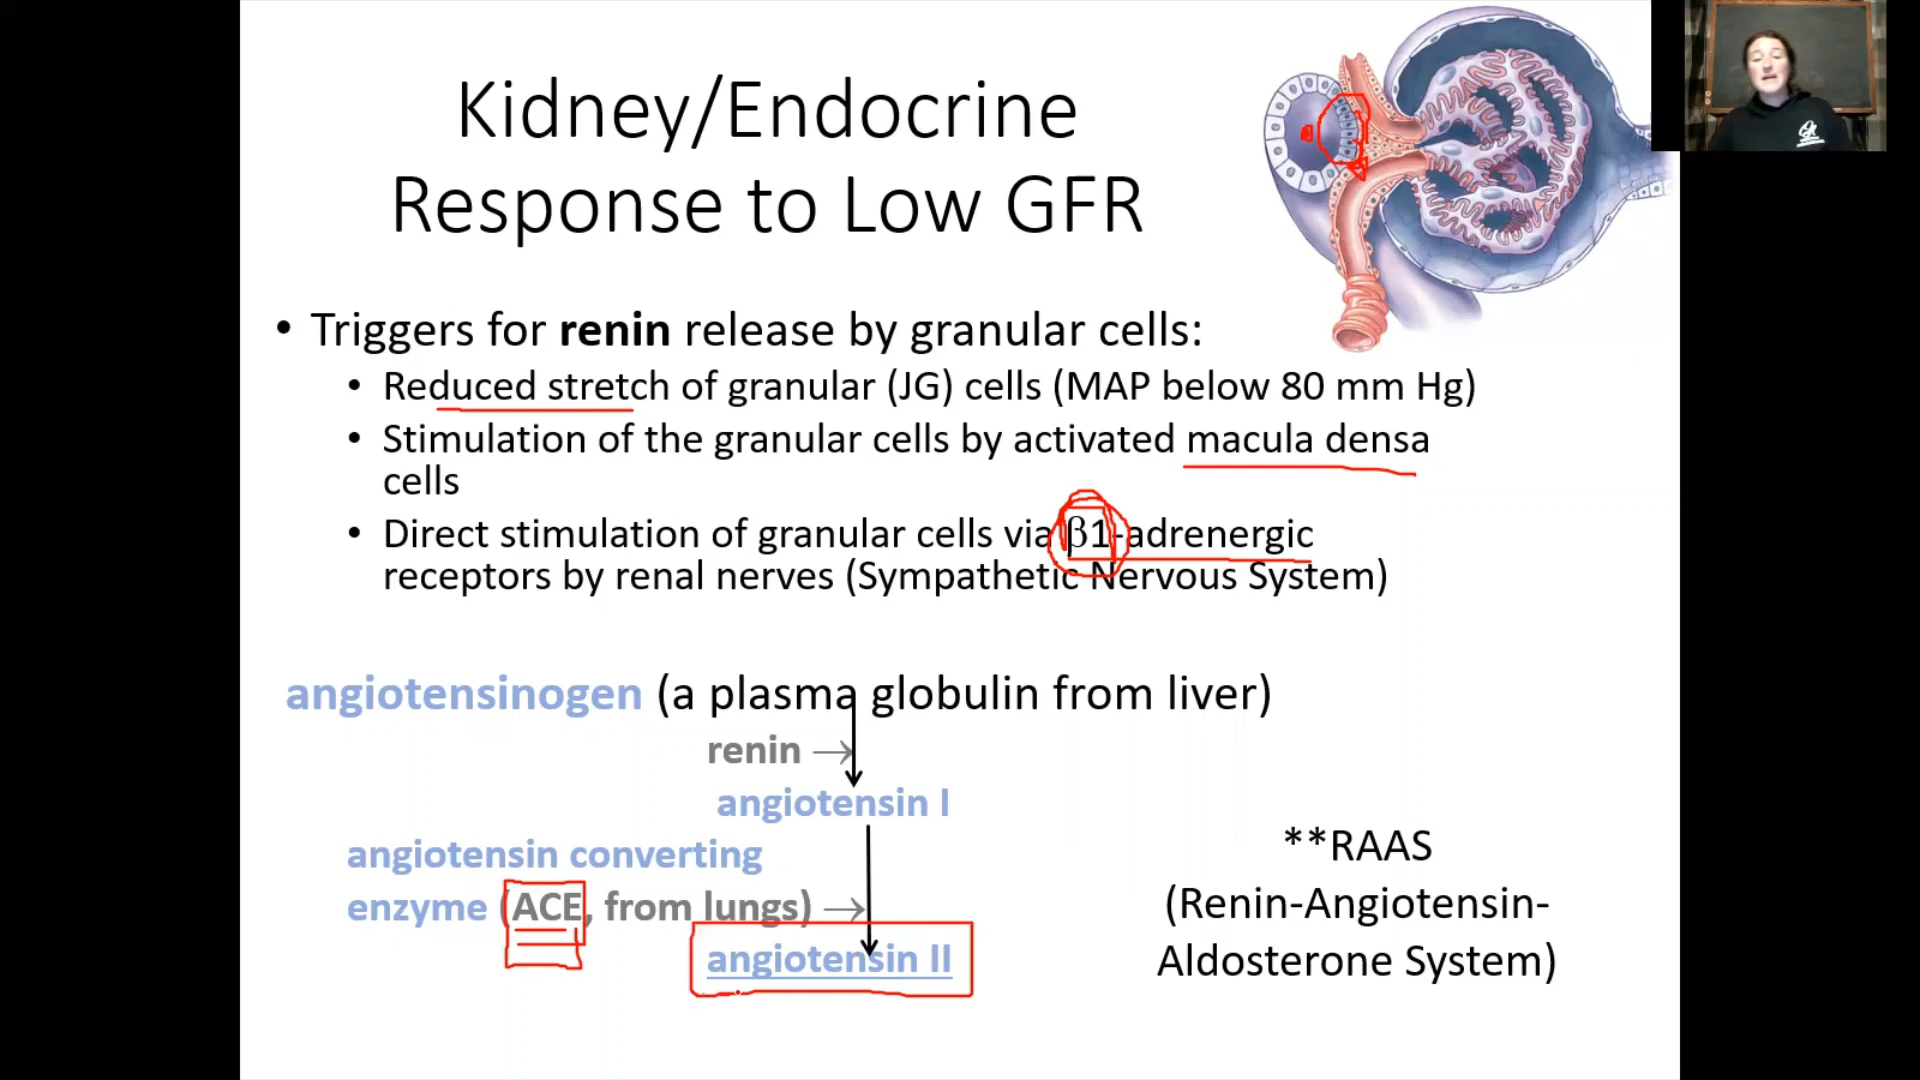 Kidney/Endocrine
Response to Low GFR
• Triggers for renin release by granular cells:
• Reduced stretch of granular (JG) cells (MAP below 80 mm Hg)
• Stimulation of the granular cells by activated macula densa
cells
• Direct stimulation of granular cells via β1-adrenergic
receptors by renal nerves (Sympathetic Nervous System)
angiotensinogen (a plasma globulin from liver)
renin →
angiotensin I
angiotensin converting
enzyme (ACE, from lungs) →
angiotensin II
**RAAS
(Renin-Angiotensin-
Aldosterone System)